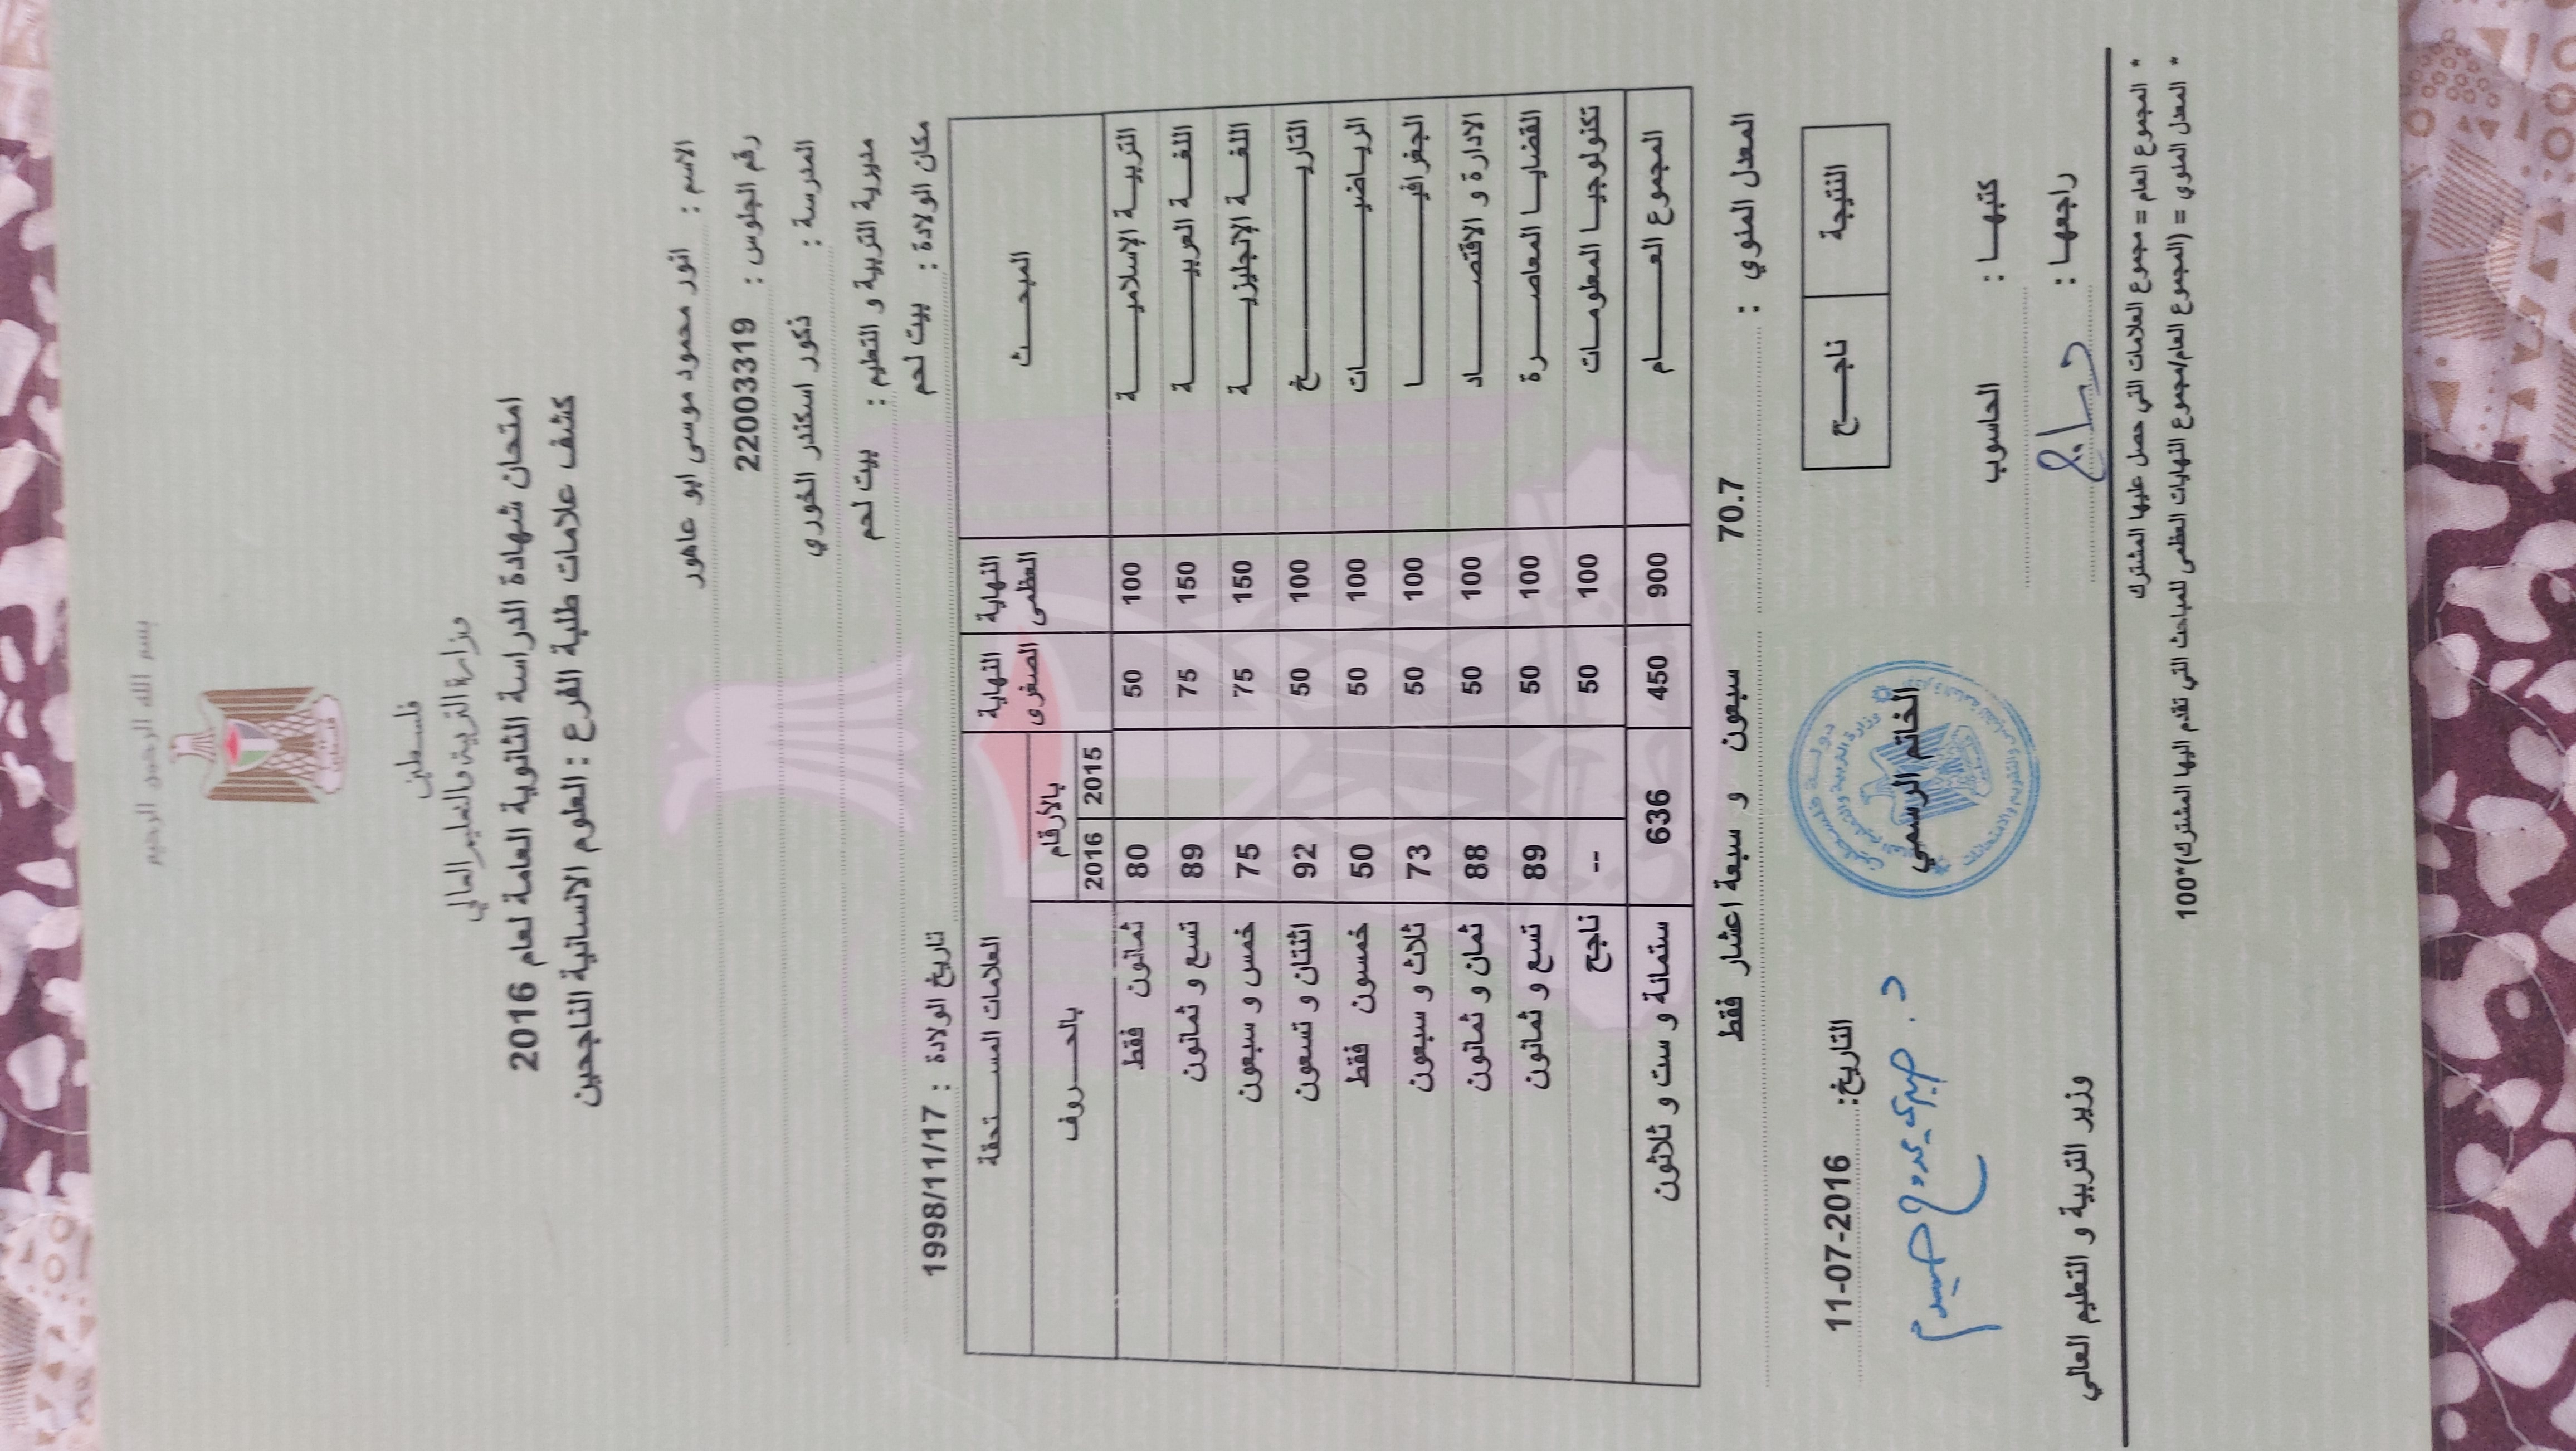 بسم الله الرحمن الرحيم
فلسطين
فلسطين
وزارة التربية والتعليم العالي
امتحان شهادة الدراسة الثانوية العامة لعام 2016
كشف علامات طلبة الفرع : العلوم الانسانية الناجحين
الاسم : انور محمود موسى ابو عاهور
رقم الجلوس : 22003319
المدرسة : ذكور اسكندر الخوري
مديرية التربية و التعليم : بيت لحم
مكان الولادة : بيت لحم تاريخ الولادة : 1998/11/17
المبحث النهاية العظمى النهاية الصغرى العلامات المستحقة
بالأرقام بالحروف
2015 2016
التربية الإسلامية 100 50 80 ثمانون فقط
اللغة العربية 150 75 89 تسع و ثمانون
اللغة الإنجليزية 150 75 75 خمس و سبعون
التاريخ 100 50 92 اثنتان و تسعون
الرياضيات 100 50 50 خمسون فقط
الجغرافيا 100 50 73 ثلاث و سبعون
الادارة و الاقتصاد 100 50 88 ثمان و ثمانون
القضايا المعاصرة 100 50 89 تسع و ثمانون
تكنولوجيا المعلومات 100 50 -- ناجح
المجموع العام 900 450 636 ستمائة و ست و ثلاثون
المعدل المئوي : 70.7 سبعون و سبعة اعشار فقط
النتيجة ناجح
التاريخ: 11-07-2016
دولة فلسطين
وزارة التربية والتعليم العالي
الخاتم الرسمي
فلسطين
الادارة العامة للقياس والتقويم والامتحانات
د. صبري ممدوح صيدم
كتبها : الحاسوب
راجعها :
وزير التربية و التعليم العالي
* المجموع العام = مجموع العلامات التي حصل عليها المشترك
* المعدل المئوي = (المجموع العام/مجموع النهايات العظمى للمباحث التي تقدم اليها المشترك)*100